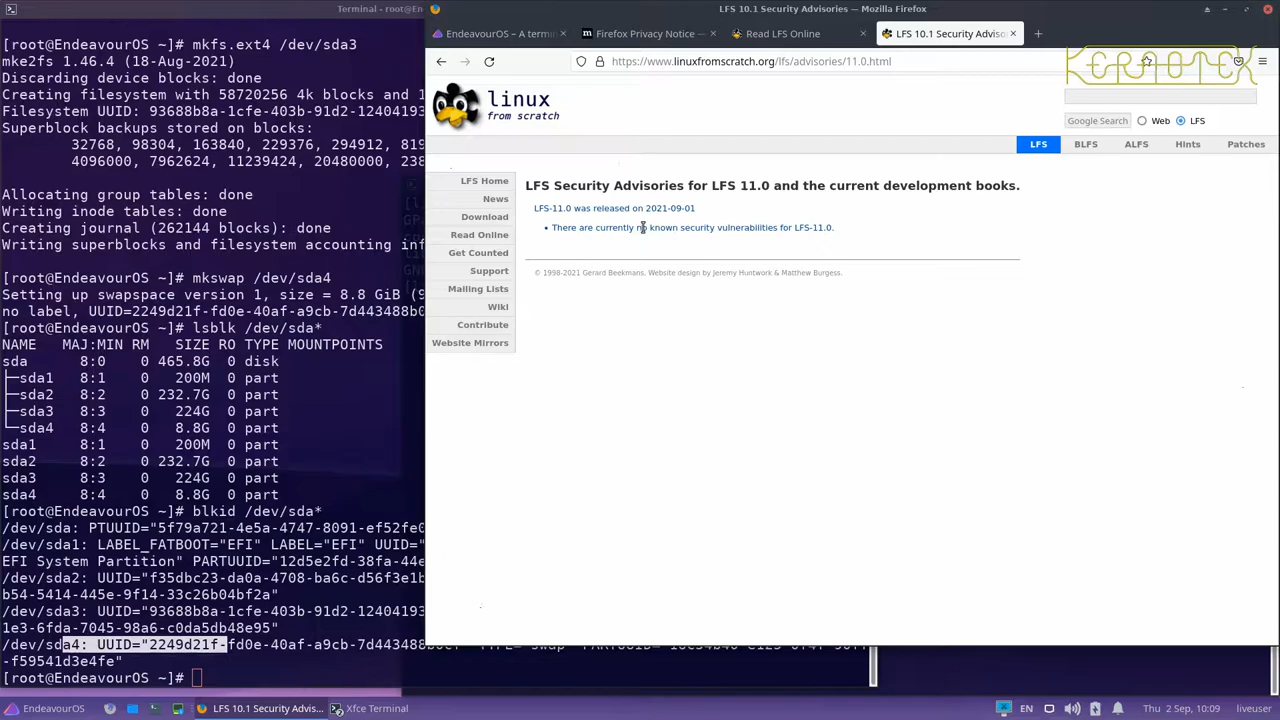 Terminal - root@En
[root@EndeavourOS ~]# mkfs.ext4 /dev/sda3
mke2fs 1.46.4 (18-Aug-2021)
Discarding device blocks: done
Creating filesystem with 58720256 4k blocks and 1
Filesystem UUID: 93688b8a-1cfe-403b-91d2-12404193
Superblock backups stored on blocks:
32768, 98304, 163840, 229376, 294912, 819
4096000, 7962624, 11239424, 20480000, 238
Allocating group tables: done
Writing inode tables: done
Creating journal (262144 blocks): done
Writing superblocks and filesystem accounting inf
[root@EndeavourOS ~]# mkswap /dev/sda4
Setting up swapspace version 1, size = 8.8 GiB (9
no label, UUID=2249d21f-fd0e-40af-a9cb-7d443488b0
[root@EndeavourOS ~]# lsblk /dev/sda*
NAME MAJ:MIN RM SIZE RO TYPE MOUNTPOINTS
sda 8:0 0 465.8G 0 disk
├─sda1 8:1 0 200M 0 part
├─sda2 8:2 0 232.7G 0 part
├─sda3 8:3 0 224G 0 part
└─sda4 8:4 0 8.8G 0 part
sda1 8:1 0 200M 0 part
sda2 8:2 0 232.7G 0 part
sda3 8:3 0 224G 0 part
sda4 8:4 0 8.8G 0 part
[root@EndeavourOS ~]# blkid /dev/sda*
/dev/sda: PTUUID="5f79a721-4e5a-4747-8091-ef52fe0
/dev/sda1: LABEL_FATBOOT="EFI" LABEL="EFI" UUID="
EFI System Partition" PARTUUID="12d5e2fd-38fa-44e
/dev/sda2: UUID="f35dbc23-da0a-4708-ba6c-d56f3e1b
b54-5414-445e-9f14-33c26b04bf2a"
/dev/sda3: UUID="93688b8a-1cfe-403b-91d2-12404193
1e3-6fda-7045-98a6-c0da5db48e95"
/dev/sda4: UUID="2249d21f-fd0e-40af-a9cb-7d443488
-f59541d3e4fe"
[root@EndeavourOS ~]#
LFS 10.1 Security Advisories — Mozilla Firefox
EndeavourOS – A termi
Firefox Privacy Notice —
Read LFS Online
LFS 10.1 Security Adviso
https://www.linuxfromscratch.org/lfs/advisories/11.0.html
KERNOTEX
linux
from scratch
Google Search Web LFS
LFS BLFS ALFS Hints Patches
LFS Home
News
Download
Read Online
Get Counted
Support
Mailing Lists
Wiki
Contribute
Website Mirrors
LFS Security Advisories for LFS 11.0 and the current development books.
LFS-11.0 was released on 2021-09-01
• There are currently no known security vulnerabilities for LFS-11.0.
© 1998-2021 Gerard Beekmans. Website design by Jeremy Huntwork & Matthew Burgess.
EndeavourOS
LFS 10.1 Security Advis...
Xfce Terminal
EN
Thu 2 Sep, 10:09
liveuser